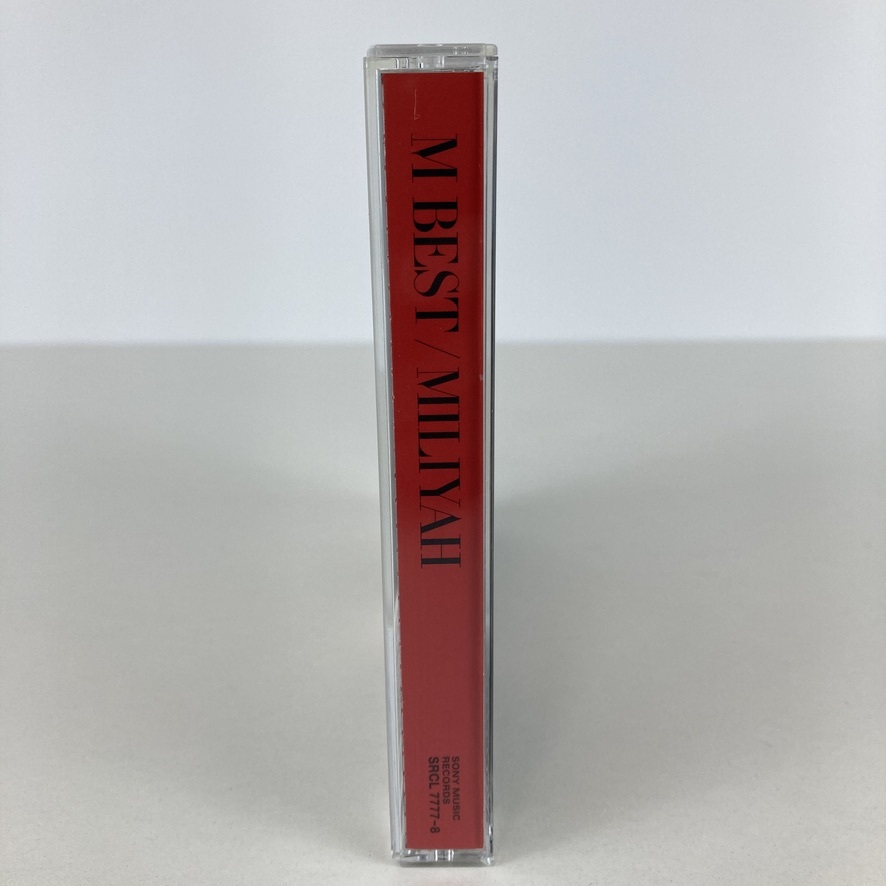 M BEST / MILIYAH
SONY MUSIC
RECORDS
SRCL 7777-8